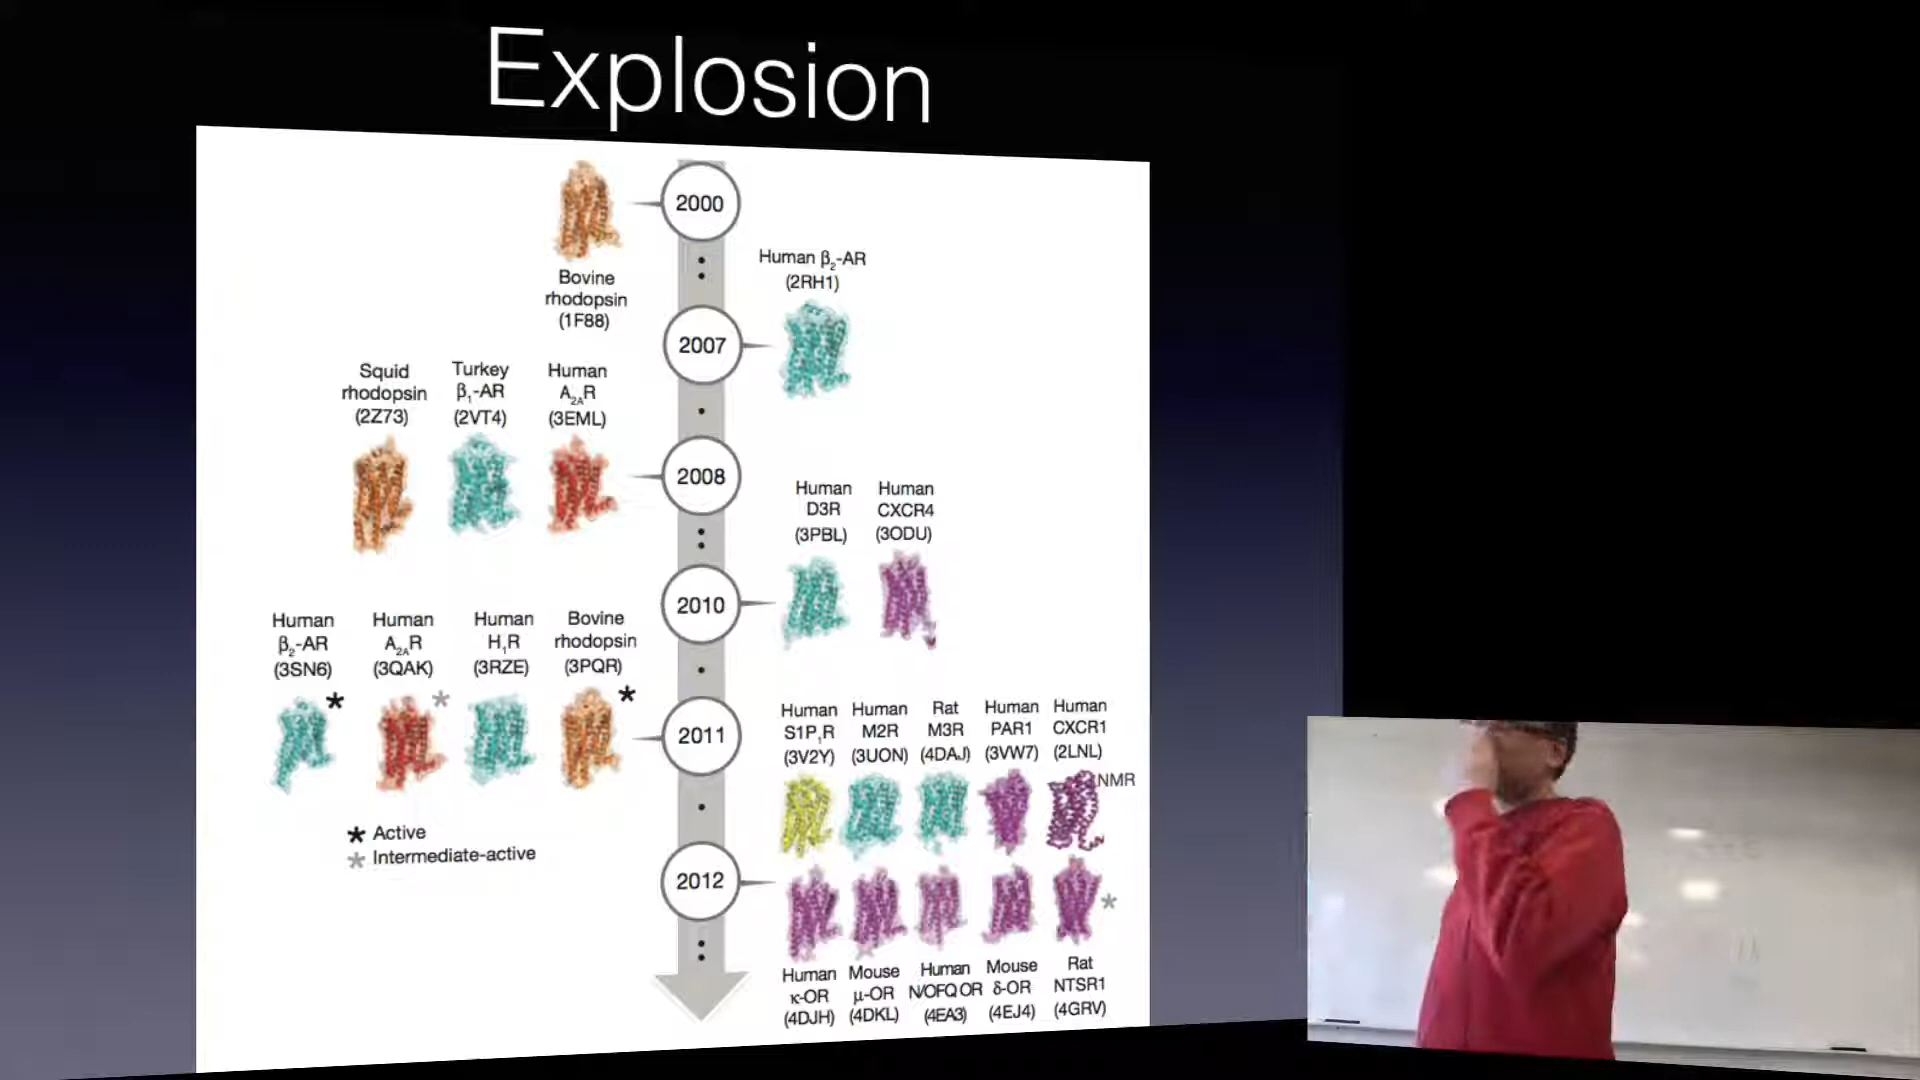 Explosion
2000
Bovine
rhodopsin
(1F88)
Human β₂-AR
(2RH1)
2007
Squid
rhodopsin
(2Z73)
Turkey
β₁-AR
(2VT4)
Human
A₂ₐR
(3EML)
2008
Human
D3R
(3PBL)
Human
CXCR4
(3ODU)
2010
Human
β₂-AR
(3SN6)
*
Human
A₂ₐR
(3QAK)
*
Human
H₁R
(3RZE)
Bovine
rhodopsin
(3PQR)
*
2011
* Active
* Intermediate-active
Human
S1P₁R
(3V2Y)
Human
M2R
(3UON)
Rat
M3R
(4DAJ)
Human
PAR1
(3VW7)
Human
CXCR1
(2LNL)
NMR
2012
*
Human
κ-OR
(4DJH)
Mouse
μ-OR
(4DKL)
Human
N/OFQ OR
(4EA3)
Mouse
δ-OR
(4EJ4)
Rat
NTSR1
(4GRV)